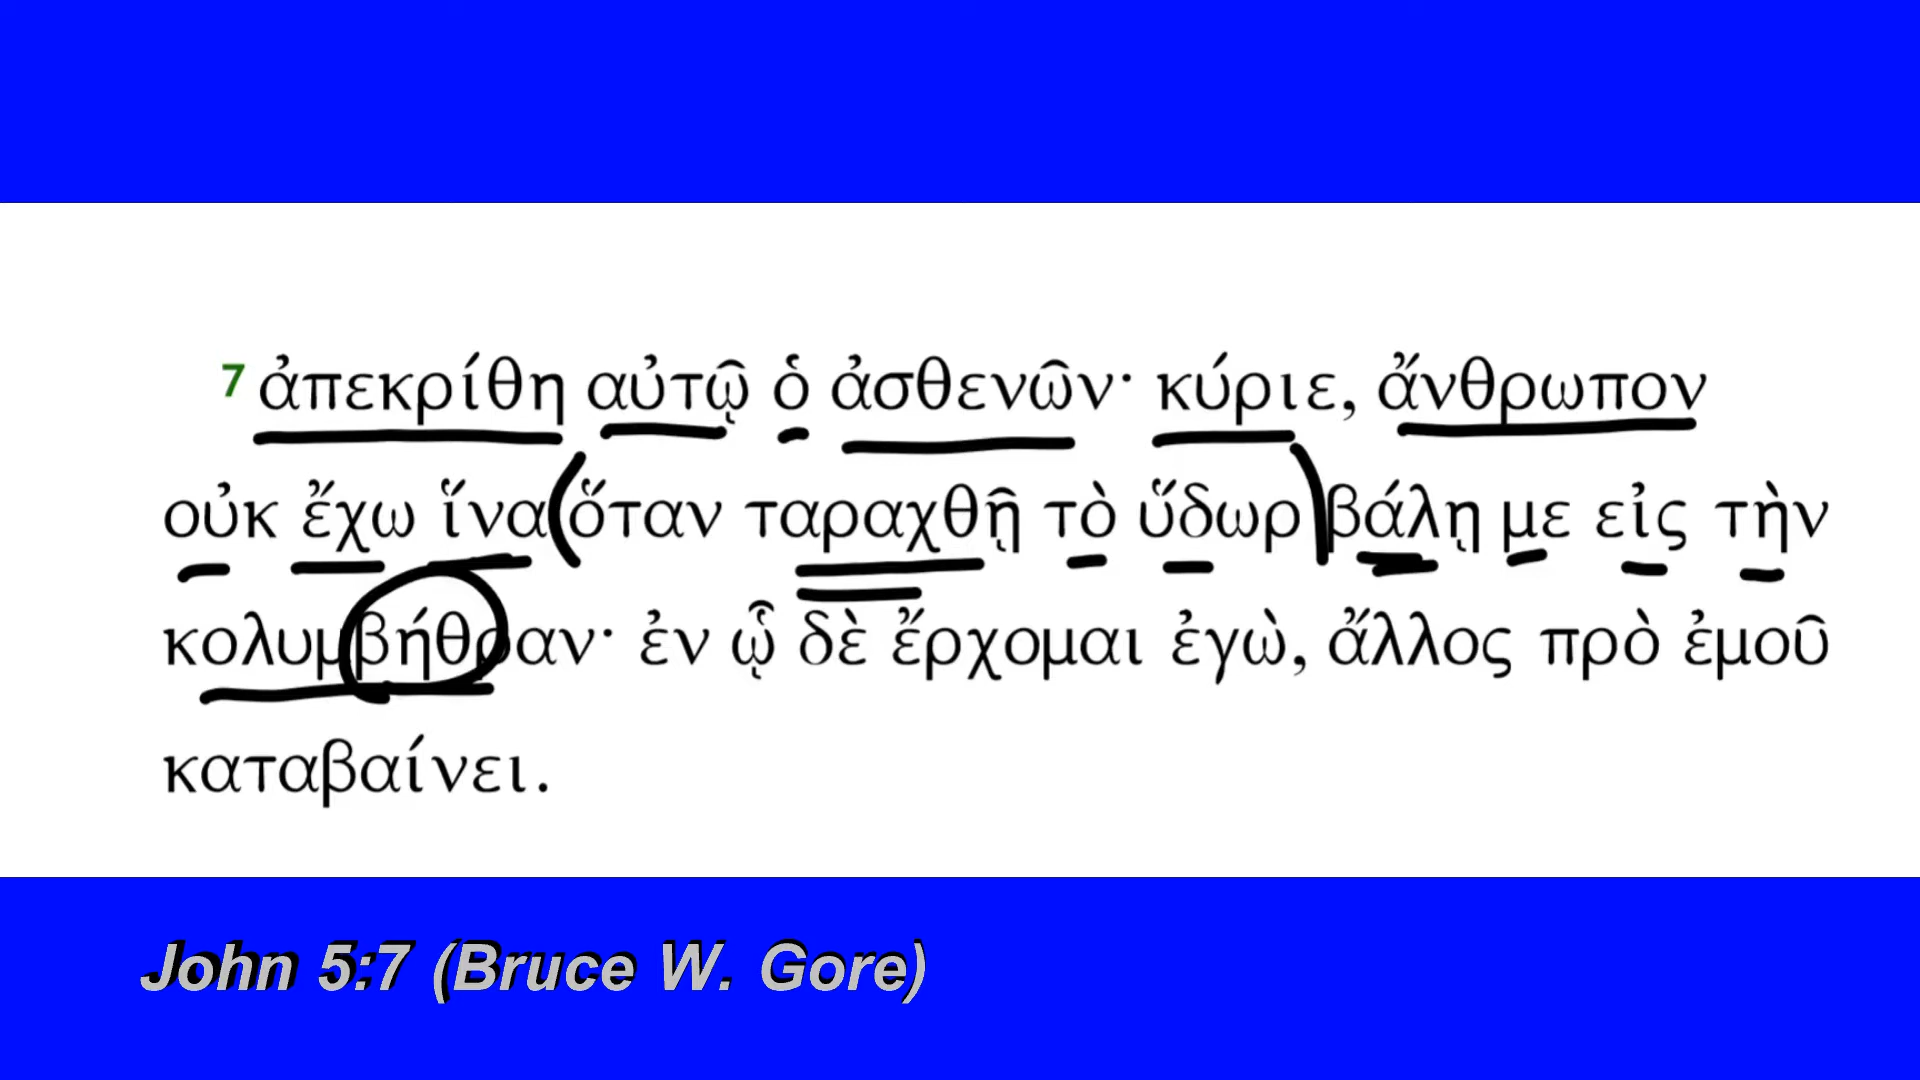 7 ἀπεκρίθη αὐτῷ ὁ ἀσθενῶν· κύριε, ἄνθρωπον
οὐκ ἔχω ἵνα (ὅταν ταραχθῇ τὸ ὕδωρ) βάλῃ με εἰς τὴν
κολυμβήθραν· ἐν ᾧ δὲ ἔρχομαι ἐγὼ, ἄλλος πρὸ ἐμοῦ
καταβαίνει.
John 5:7 (Bruce W. Gore)